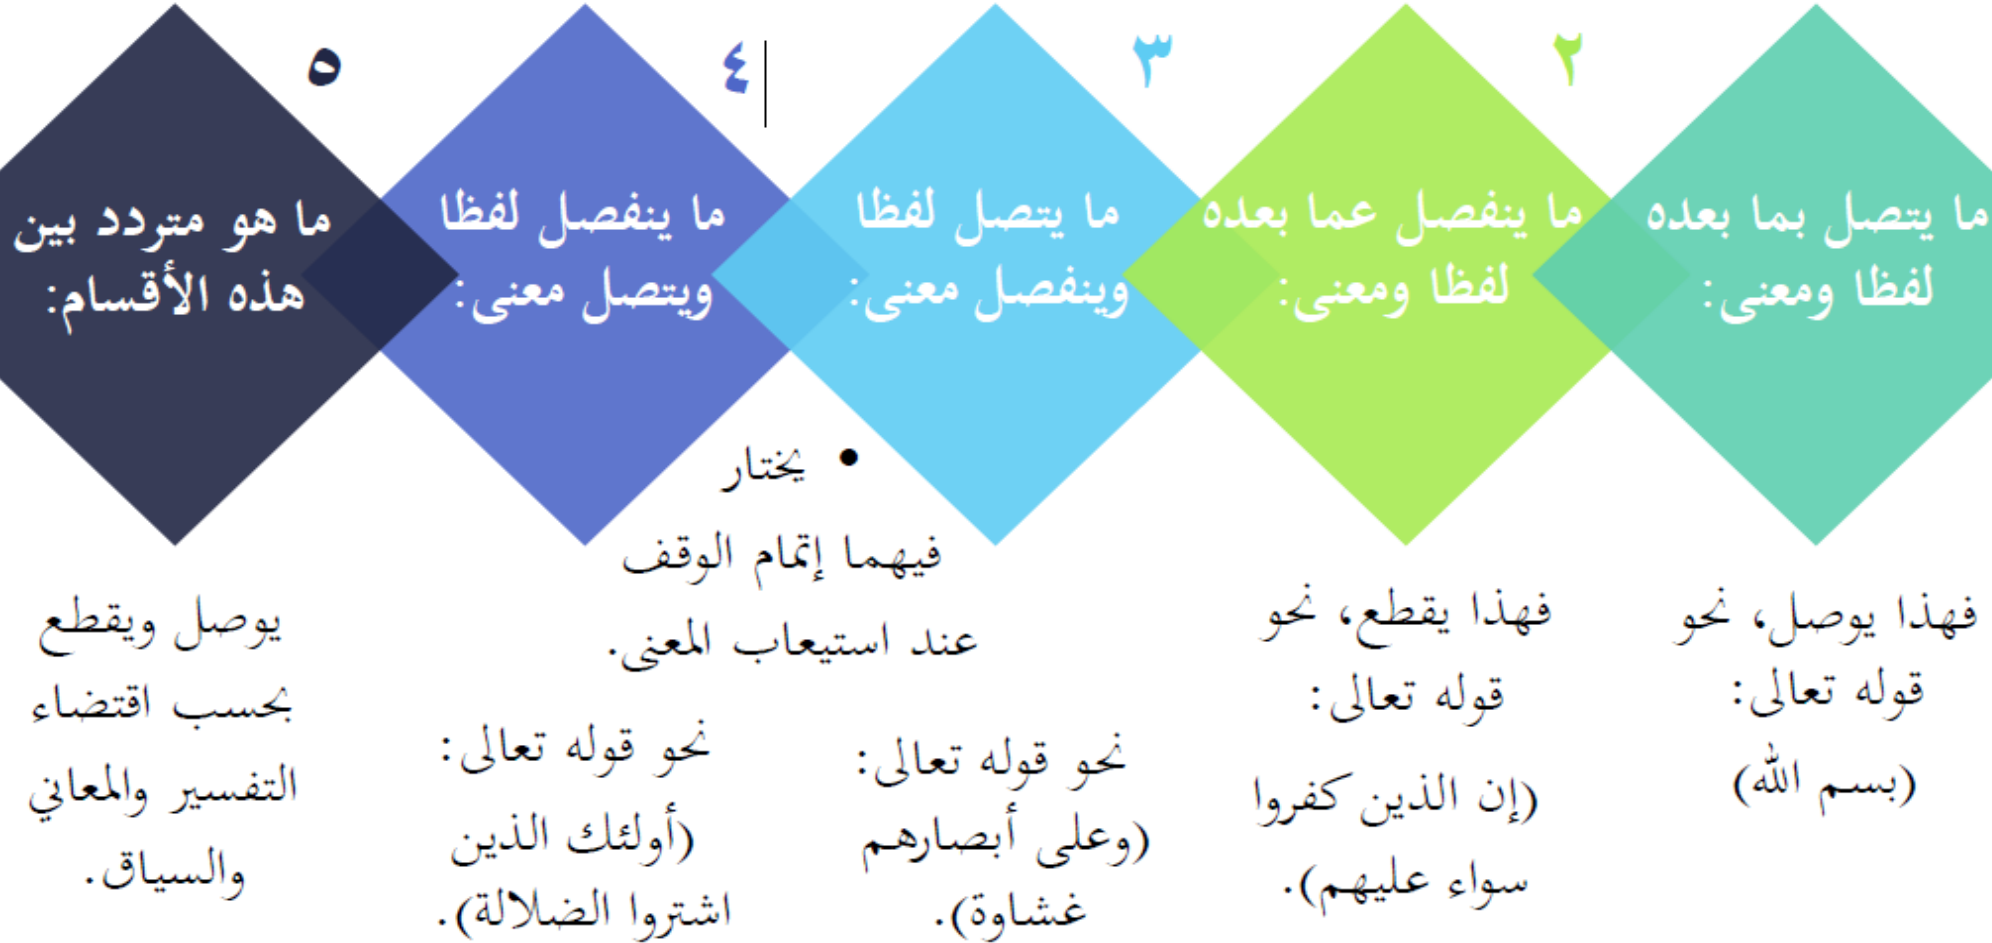 ما يتصل بما بعده
لفظا ومعنى:
فهذا يوصل، نحو
قوله تعالى:
(بسم الله)
٢
ما ينفصل عما بعده
لفظا ومعنى:
فهذا يقطع، نحو
قوله تعالى:
(إن الذين كفروا
سواء عليهم).
٣
ما يتصل لفظا
وينفصل معنى:
٤
ما ينفصل لفظا
ويتصل معنى:
• يختار
فيهما إتمام الوقف
عند استيعاب المعنى.
نحو قوله تعالى:
(وعلى أبصارهم
غشاوة).
نحو قوله تعالى:
(أولئك الذين
اشتروا الضلالة).
٥
ما هو متردد بين
هذه الأقسام:
يوصل ويقطع
بحسب اقتضاء
التفسير والمعاني
والسياق.